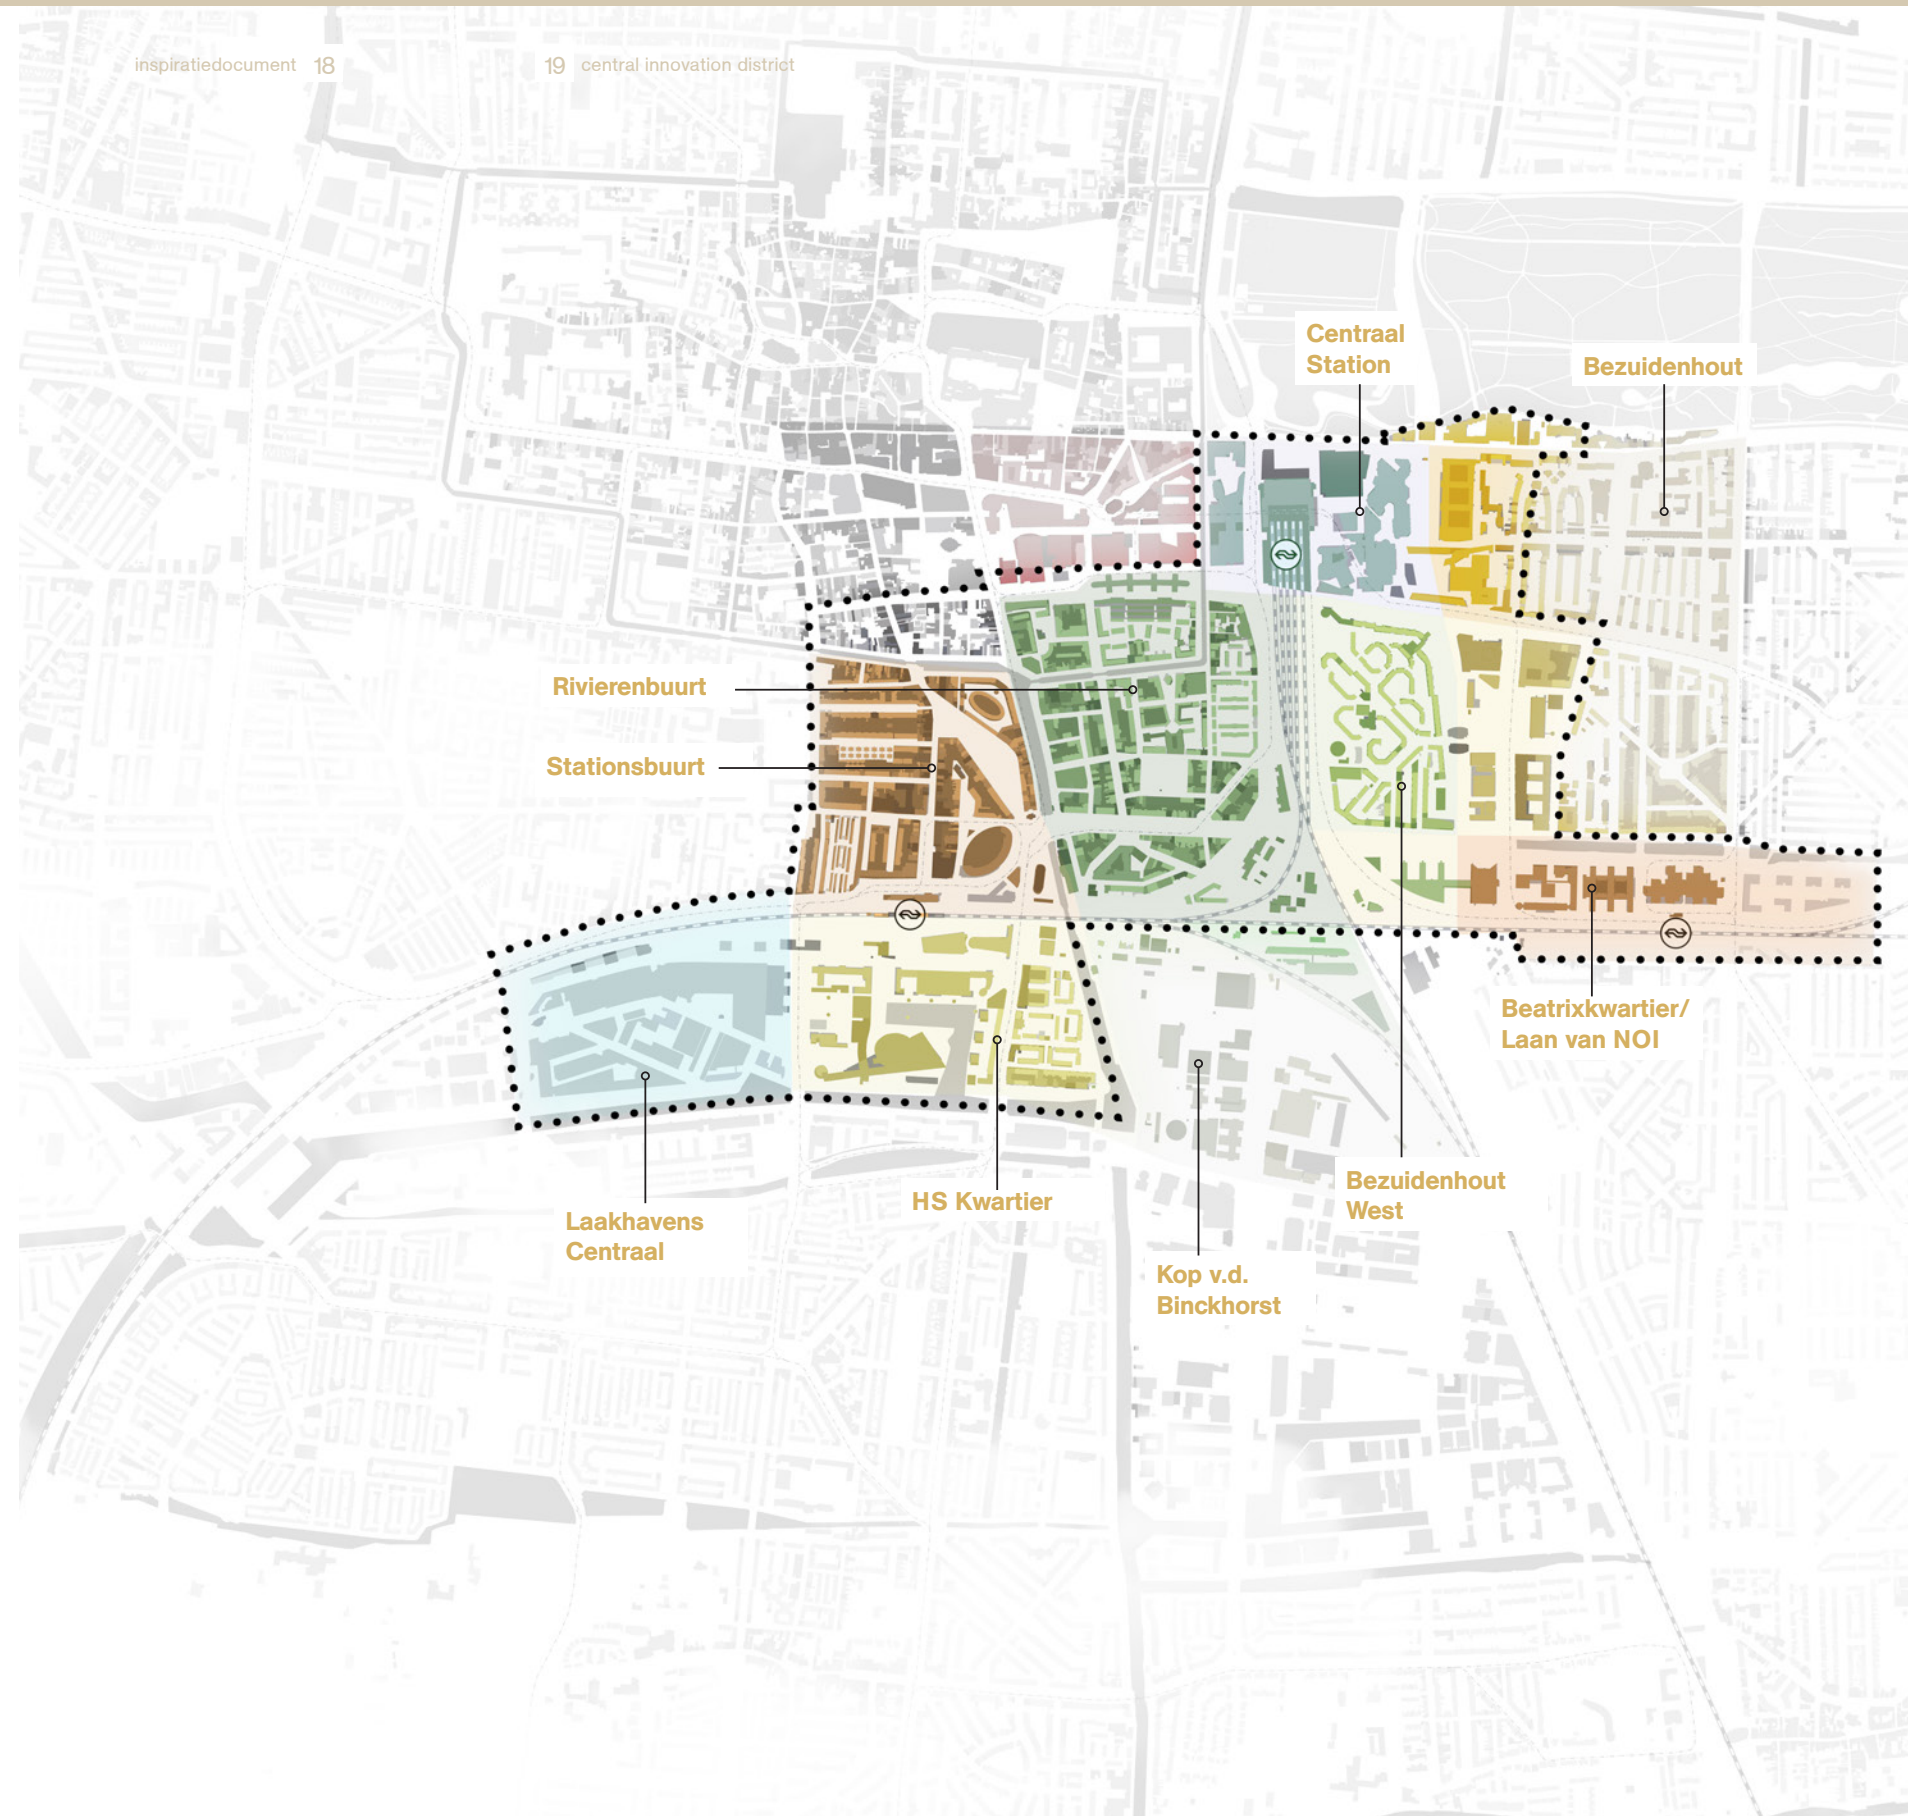 inspiratiedocument 18
19 central innovation district
Centraal
Station
Bezuidenhout
Rivierenbuurt
Stationsbuurt
Beatrixkwartier/
Laan van NOI
Bezuidenhout
West
HS Kwartier
Laakhavens
Centraal
Kop v.d.
Binckhorst